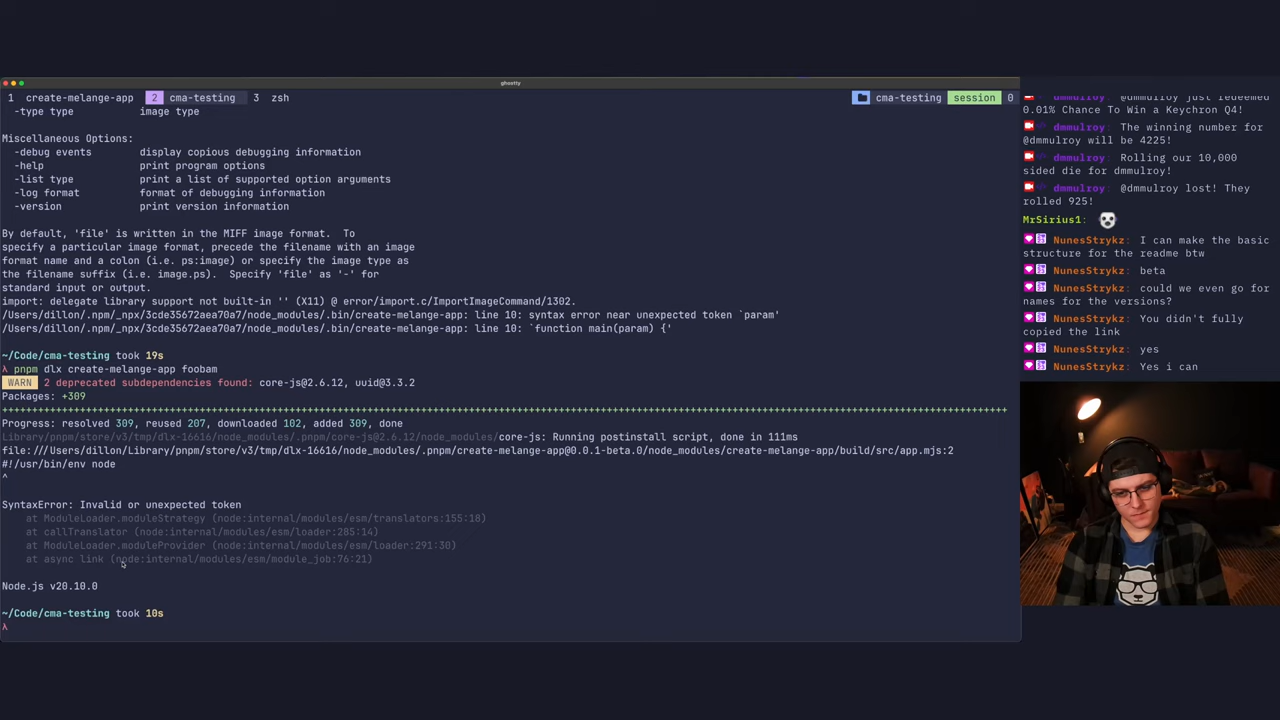 ghostty
1 create-melange-app 2 cma-testing 3 zsh
cma-testing session 0
-type type image type
Miscellaneous Options:
-debug events display copious debugging information
-help print program options
-list type print a list of supported option arguments
-log format format of debugging information
-version print version information
By default, 'file' is written in the MIFF image format. To
specify a particular image format, precede the filename with an image
format name and a colon (i.e. ps:image) or specify the image type as
the filename suffix (i.e. image.ps). Specify 'file' as '-' for
standard input or output.
import: delegate library support not built-in '' (X11) @ error/import.c/ImportImageCommand/1302.
/Users/dillon/.npm/_npx/3cde35672aea70a7/node_modules/.bin/create-melange-app: line 10: syntax error near unexpected token `param'
/Users/dillon/.npm/_npx/3cde35672aea70a7/node_modules/.bin/create-melange-app: line 10: `function main(param) {'
~/Code/cma-testing took 19s
λ pnpm dlx create-melange-app foobam
WARN 2 deprecated subdependencies found: core-js@2.6.12, uuid@3.3.2
Packages: +309
Progress: resolved 309, reused 207, downloaded 102, added 309, done
Library/pnpm/store/v3/tmp/dlx-16616/node_modules/.pnpm/core-js@2.6.12/node_modules/core-js: Running postinstall script, done in 111ms
file:///Users/dillon/Library/pnpm/store/v3/tmp/dlx-16616/node_modules/.pnpm/create-melange-app@0.0.1-beta.0/node_modules/create-melange-app/build/src/app.mjs:2
#!/usr/bin/env node
^
SyntaxError: Invalid or unexpected token
at ModuleLoader.moduleStrategy (node:internal/modules/esm/translators:155:18)
at callTranslator (node:internal/modules/esm/loader:285:14)
at ModuleLoader.moduleProvider (node:internal/modules/esm/loader:291:30)
at async link (node:internal/modules/esm/module_job:76:21)
Node.js v20.10.0
~/Code/cma-testing took 10s
λ
dmmulroy: @dmmulroy just redeemed
0.01% Chance To Win a Keychron Q4!
dmmulroy: The winning number for
@dmmulroy will be 4225!
dmmulroy: Rolling our 10,000
sided die for dmmulroy!
dmmulroy: @dmmulroy lost! They
rolled 925!
MrSirius1:
NunesStrykz: I can make the basic
structure for the readme btw
NunesStrykz: beta
NunesStrykz: could we even go for
names for the versions?
NunesStrykz: You didn't fully
copied the link
NunesStrykz: yes
NunesStrykz: Yes i can